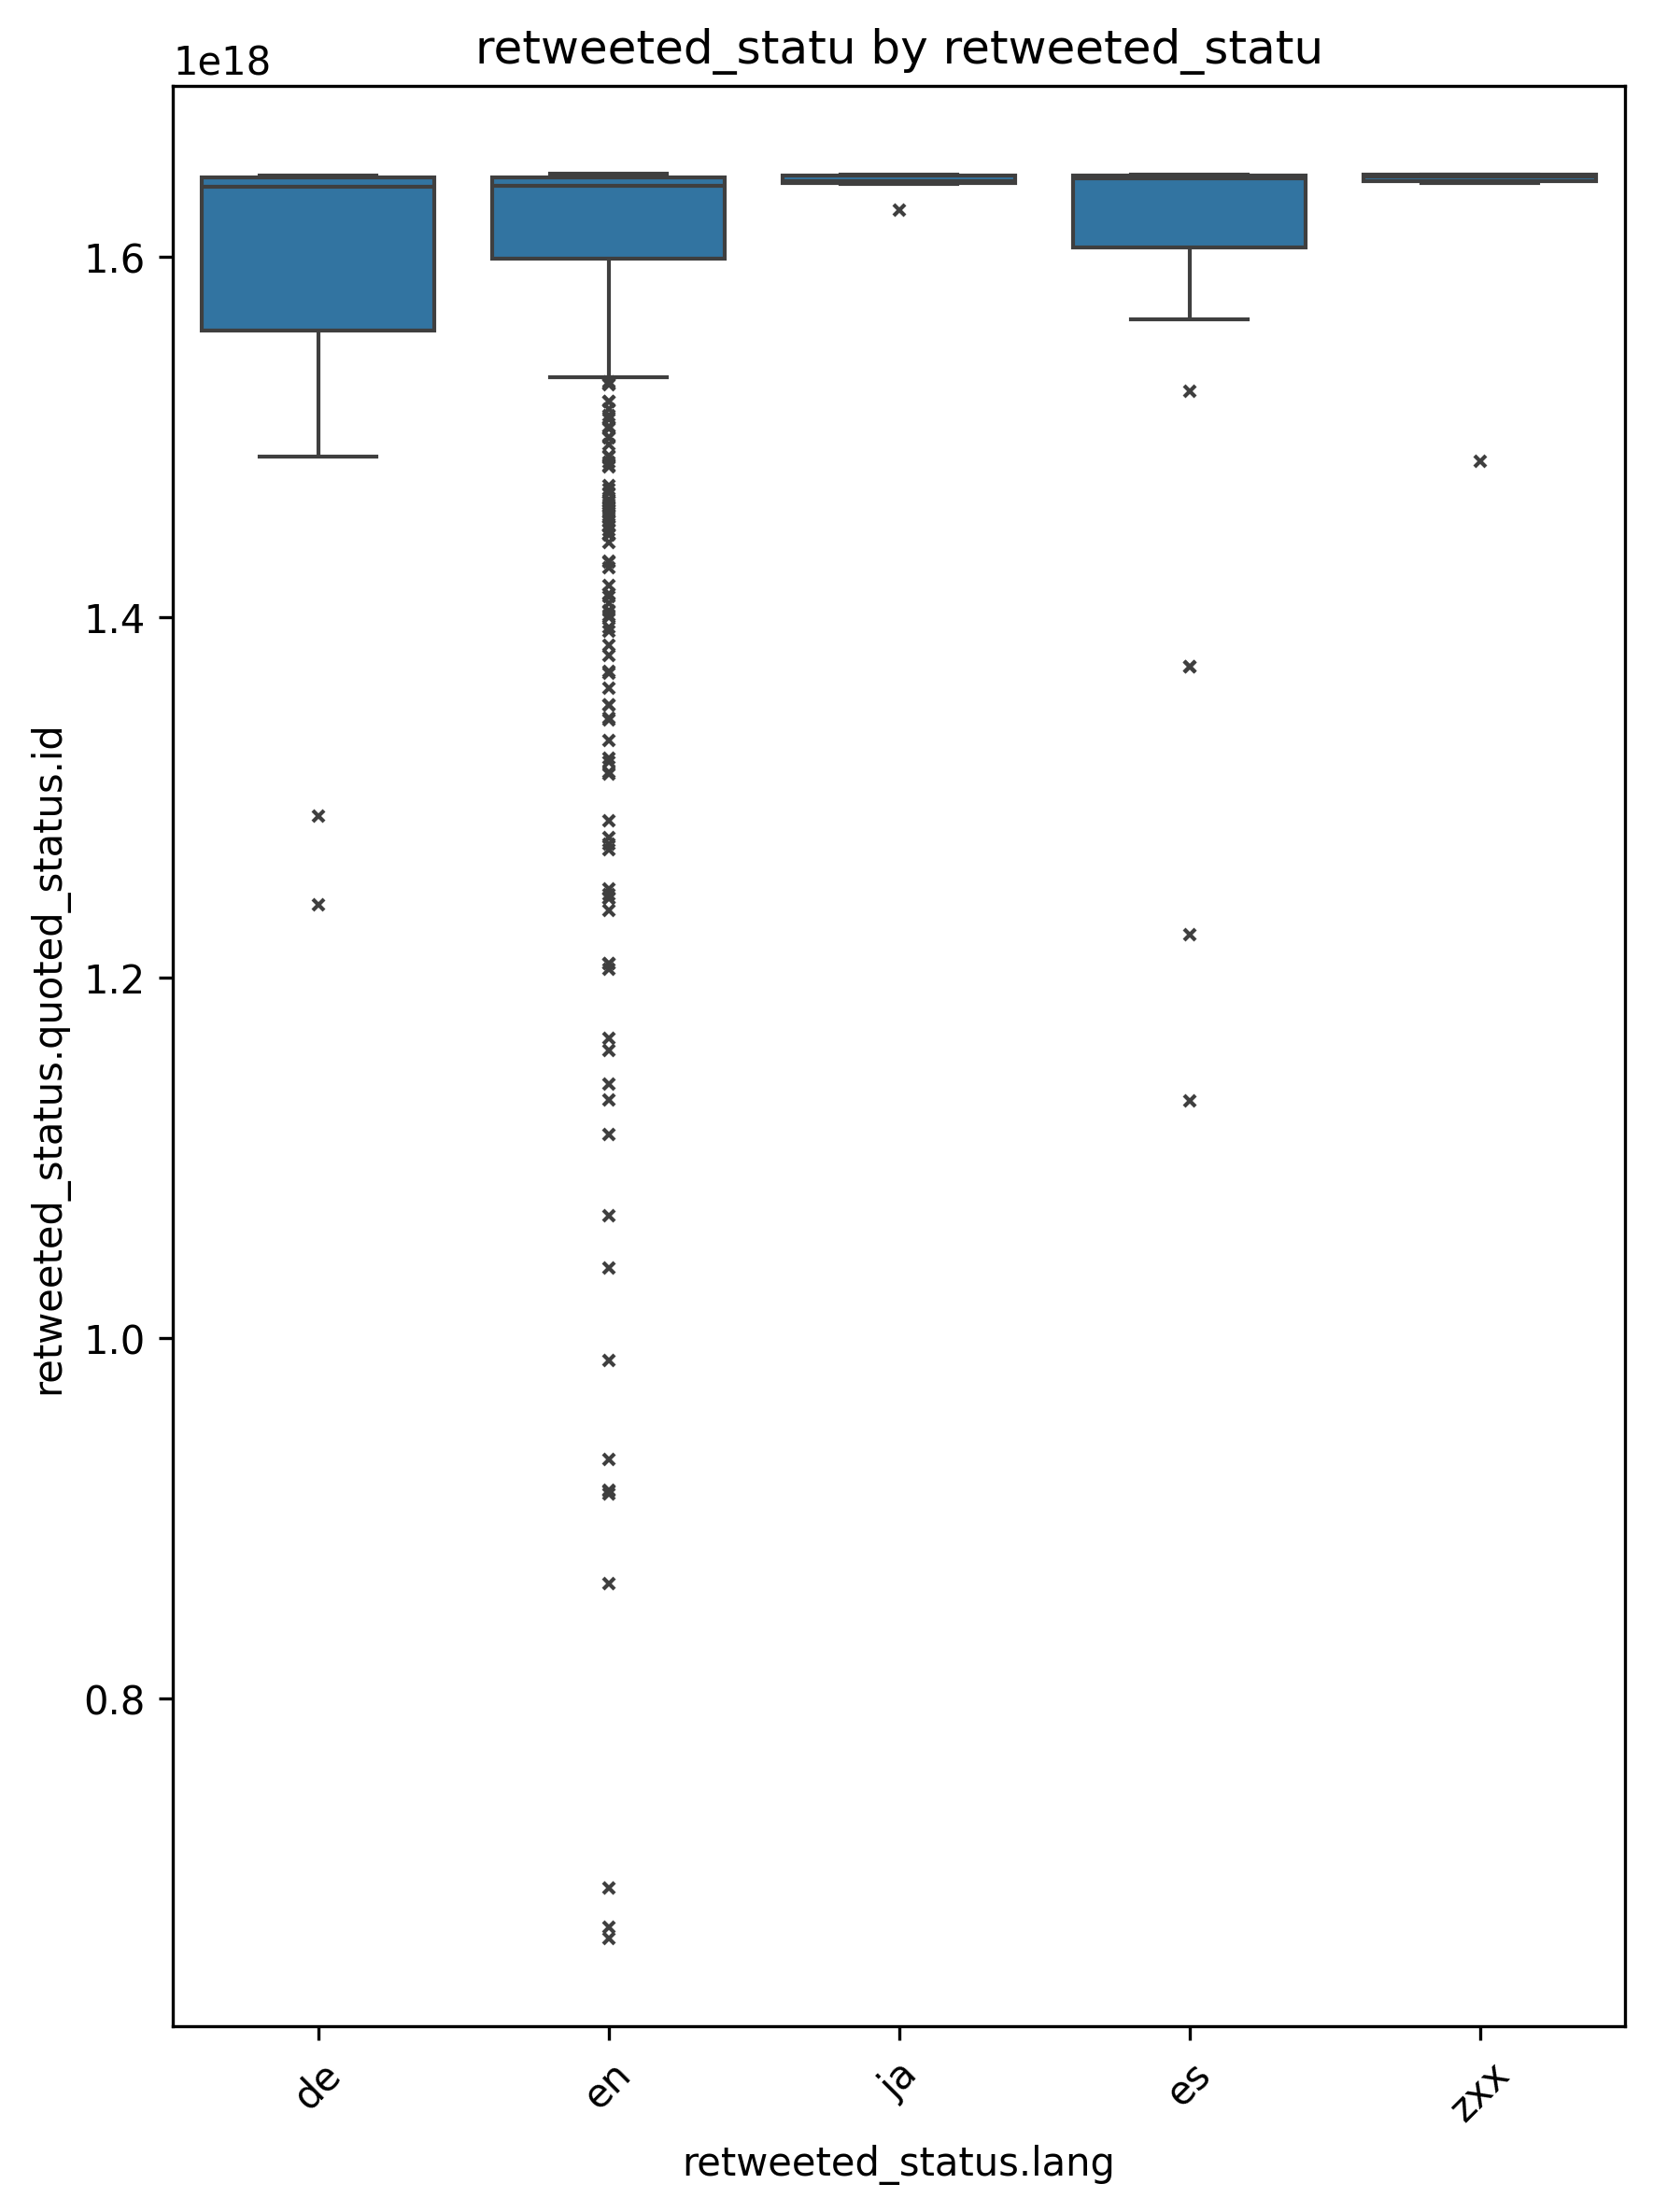 retweeted_statu by retweeted_statu
1e18
1.6
1.4
1.2
1.0
0.8
retweeted_status.quoted_status.id
de
en
ja
es
zxx
retweeted_status.lang